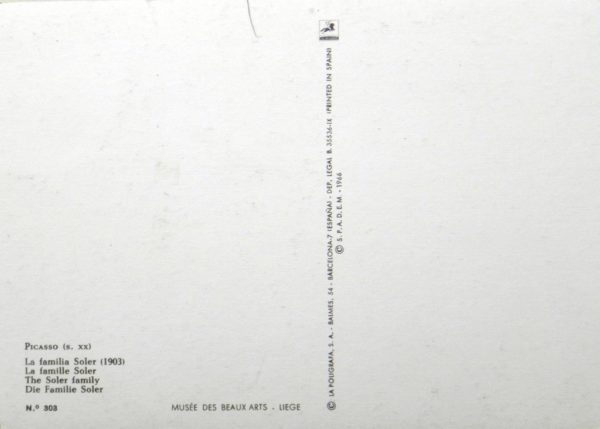 PICASSO (S. XX)
La familia Soler (1903)
La famille Soler
The Soler family
Die Familie Soler
N.º 303
MUSÉE DES BEAUX ARTS - LIEGE
© LA POLIGRAFA, S. A. - BALMES, 54 - BARCELONA-7 (ESPAÑA) - DEP. LEGAL B. 35536-IX (PRINTED IN SPAIN)
© S. P. A. D. E. M. - 1966